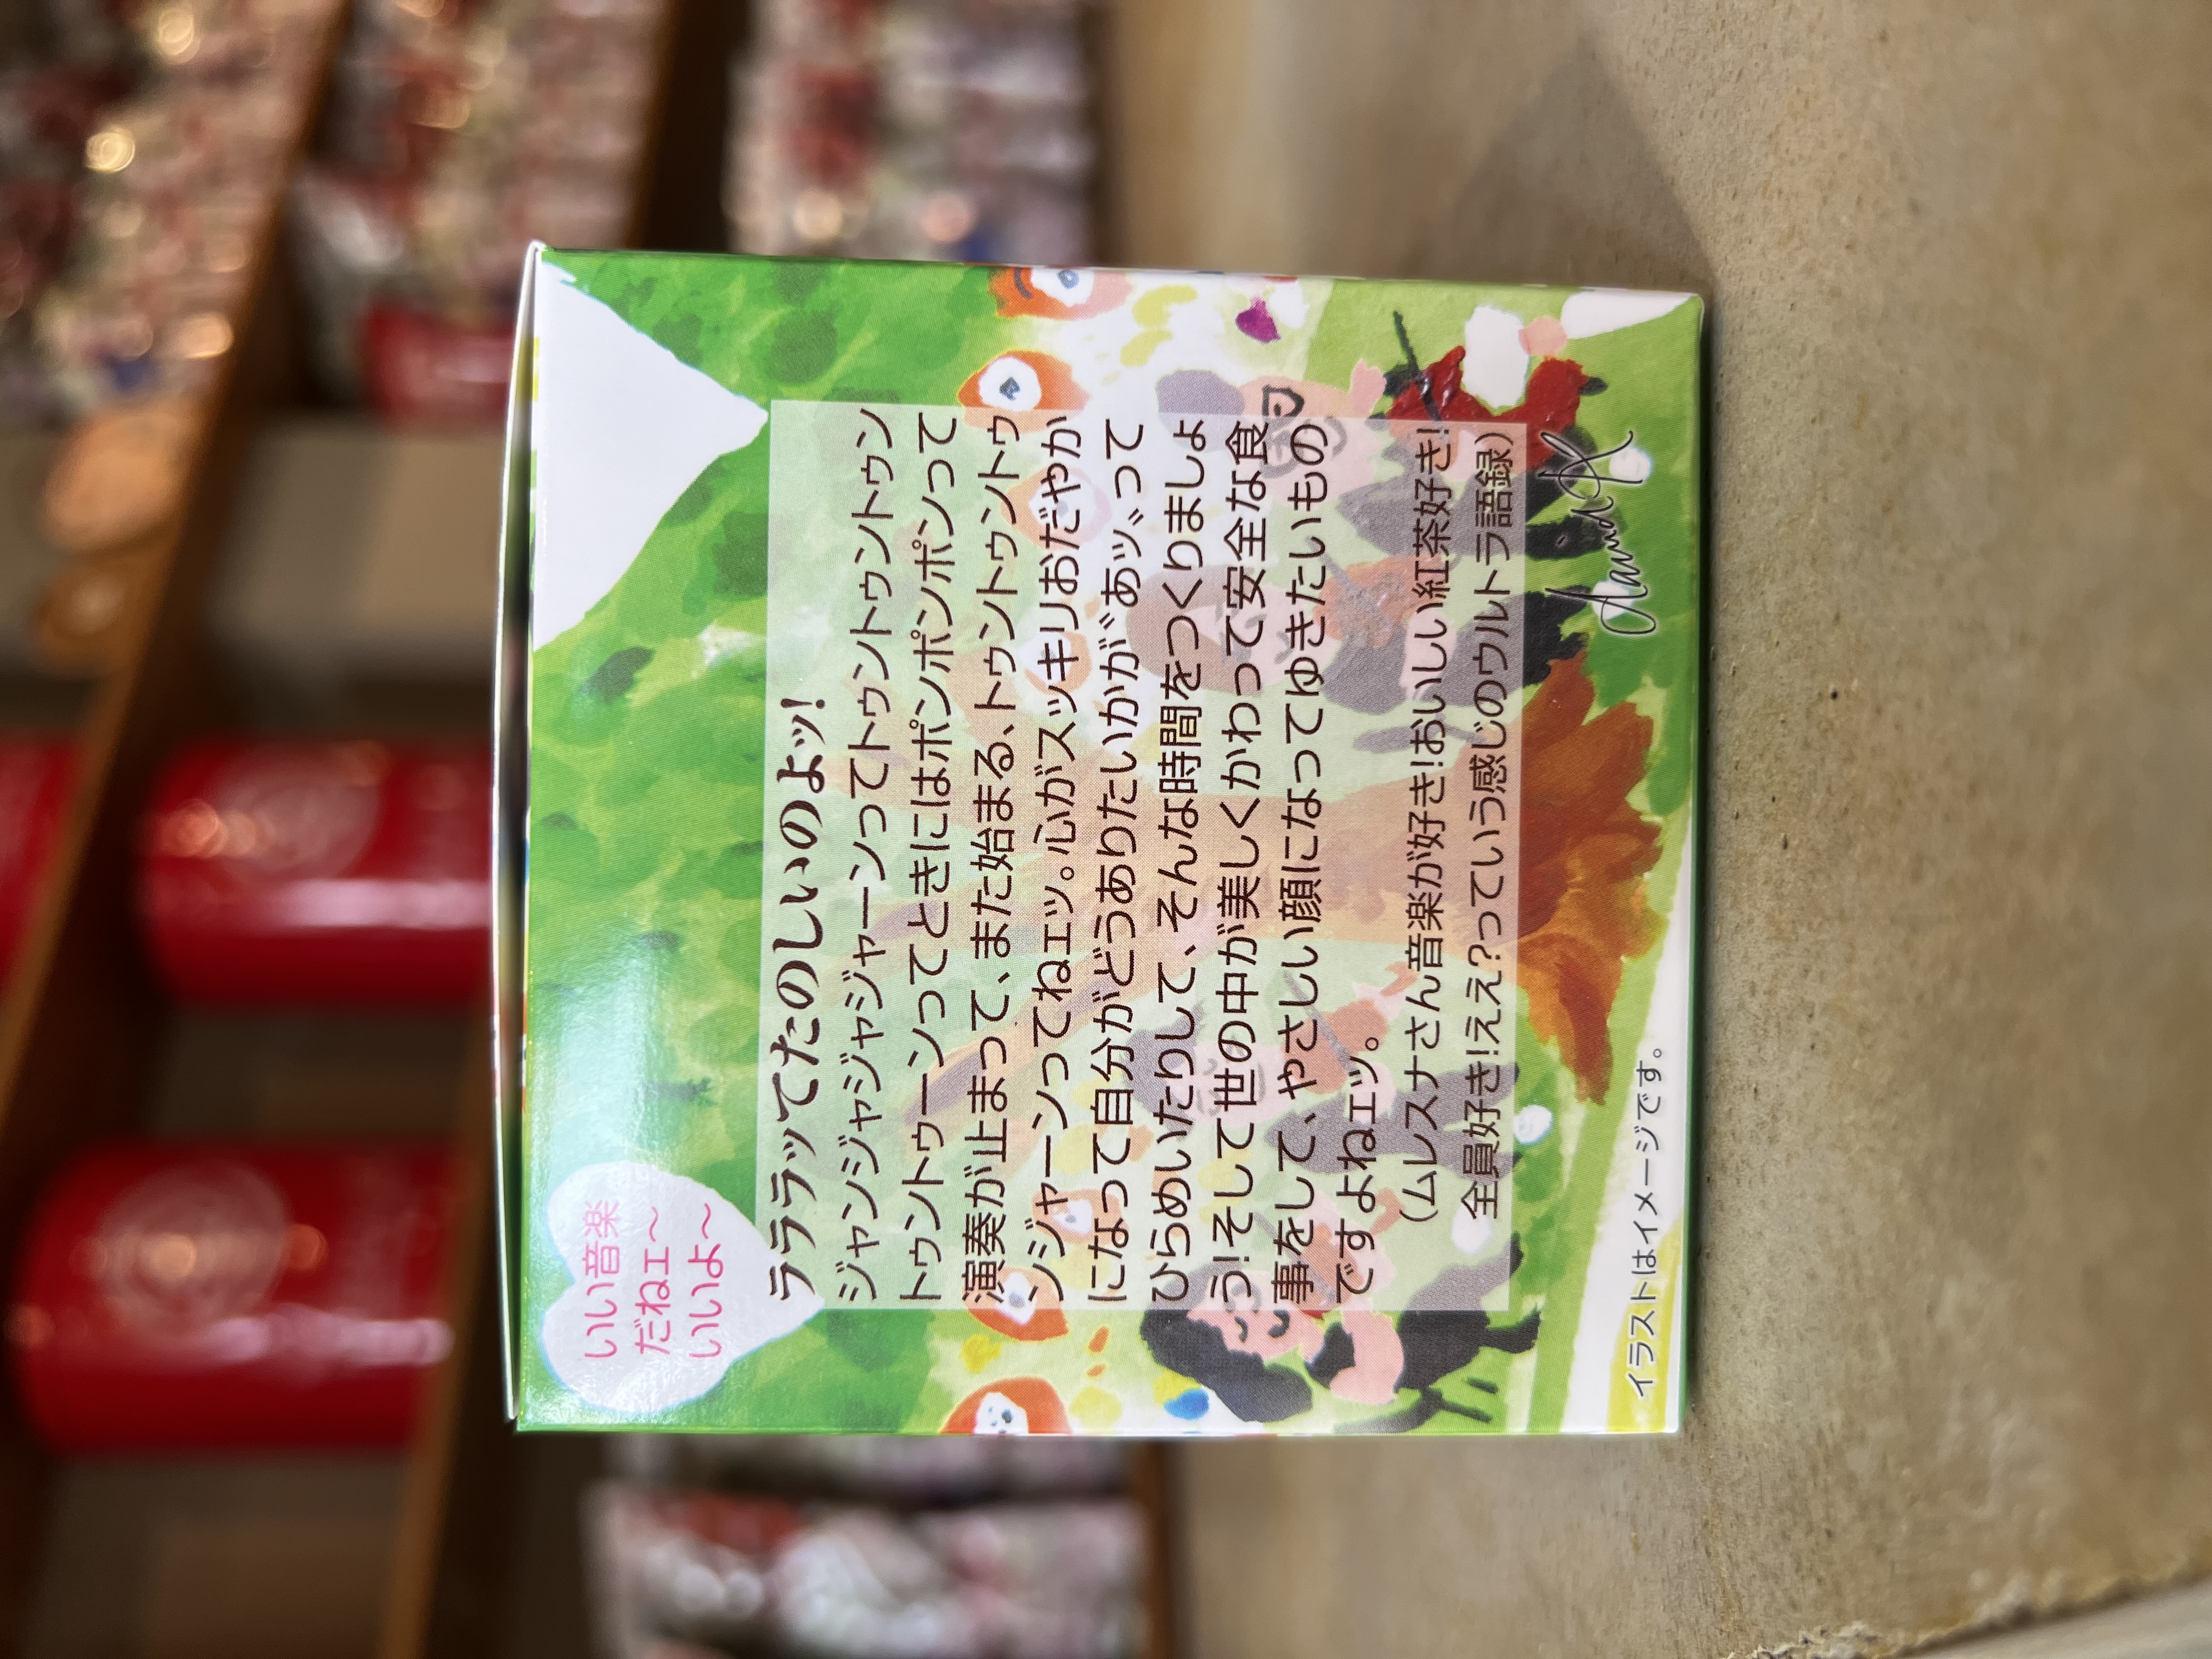 いい音楽
だねェ〜
いいよ〜
ラララッてたのしいのよッ!
ジャンジャジャジャーンってトゥントゥントゥン
トゥントゥーンってときにはポンポンポンポンって
演奏が止まって、また始まる、トゥントゥントゥ
ンジャーンってねェッ。心がスッキリおだやか
になって自分がどうありたいかが〝あッ〟って
ひらめいたりして、そんな時間をつくりましょ
う!そして世の中が美しくかわって安全な食
事をして、やさしい顔になってゆきたいもの
ですよねェッ。
(ムレスナさん音楽が好き!おいしい紅茶好き!
全員好き!ええ?っていう感じのウルトラ語録)
イラストはイメージです。